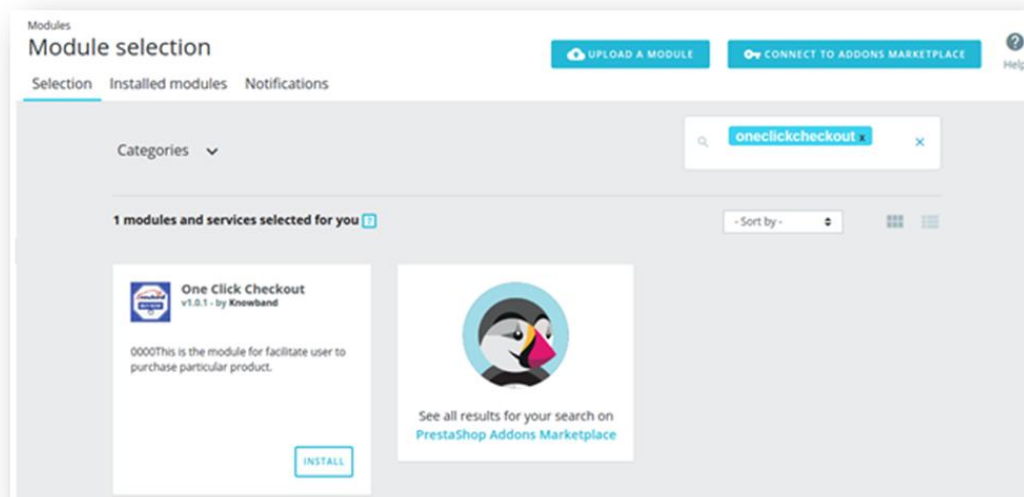 Modules
Module selection
UPLOAD A MODULE
CONNECT TO ADDONS MARKETPLACE
Help
Selection Installed modules Notifications
Categories
oneclickcheckout x
1 modules and services selected for you
- Sort by -
One Click Checkout
v1.0.1 - by Knowband
0000This is the module for facilitate user to
purchase particular product.
INSTALL
See all results for your search on
PrestaShop Addons Marketplace